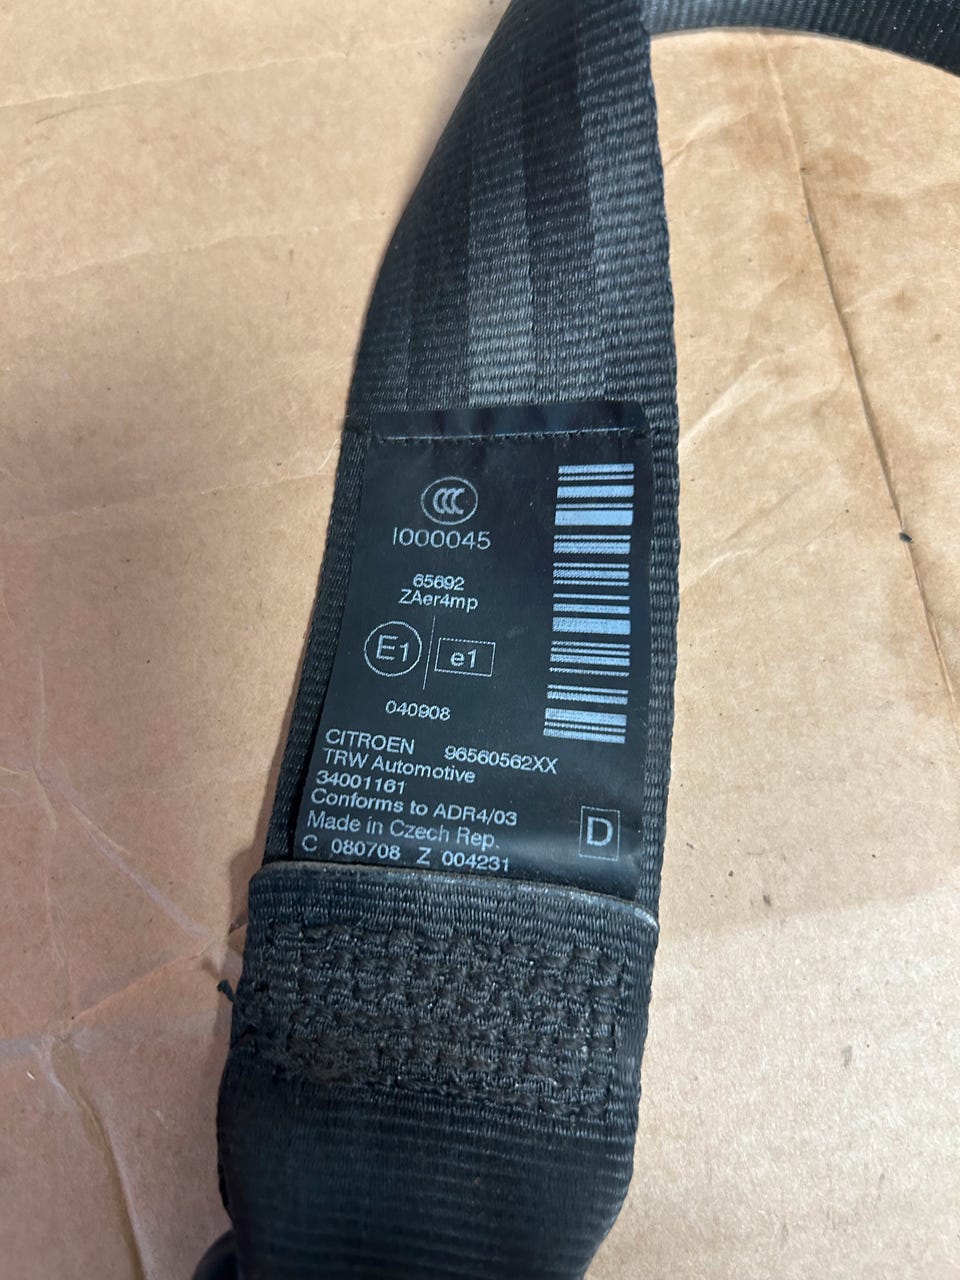 CCC
I000045
65692
ZAer4mp
E1 e1
040908
CITROEN 96560562XX
TRW Automotive
34001161
Conforms to ADR4/03
Made in Czech Rep.
D
C 080708 Z 004231